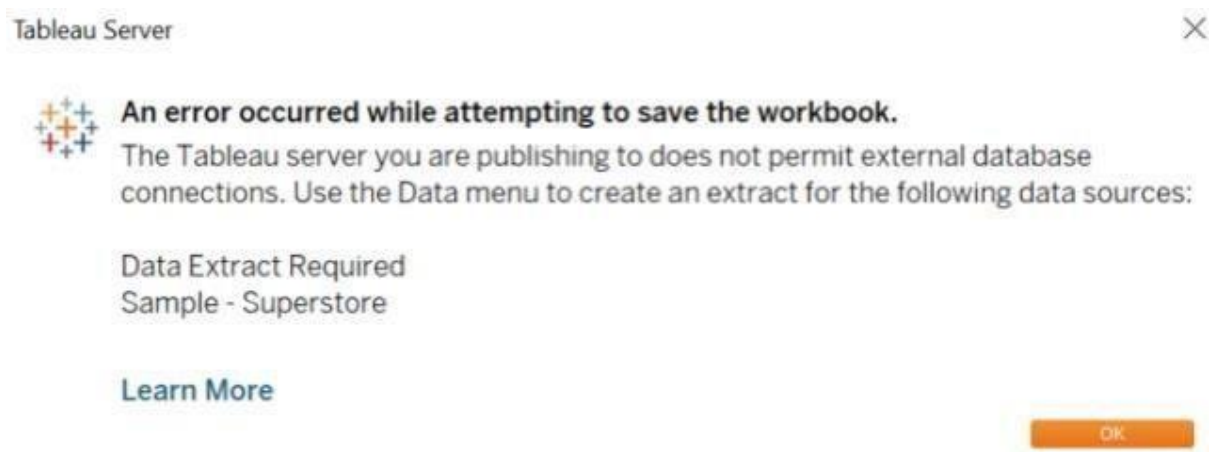 Tableau Server
An error occurred while attempting to save the workbook.
The Tableau server you are publishing to does not permit external database
connections. Use the Data menu to create an extract for the following data sources:
Data Extract Required
Sample - Superstore
Learn More
OK